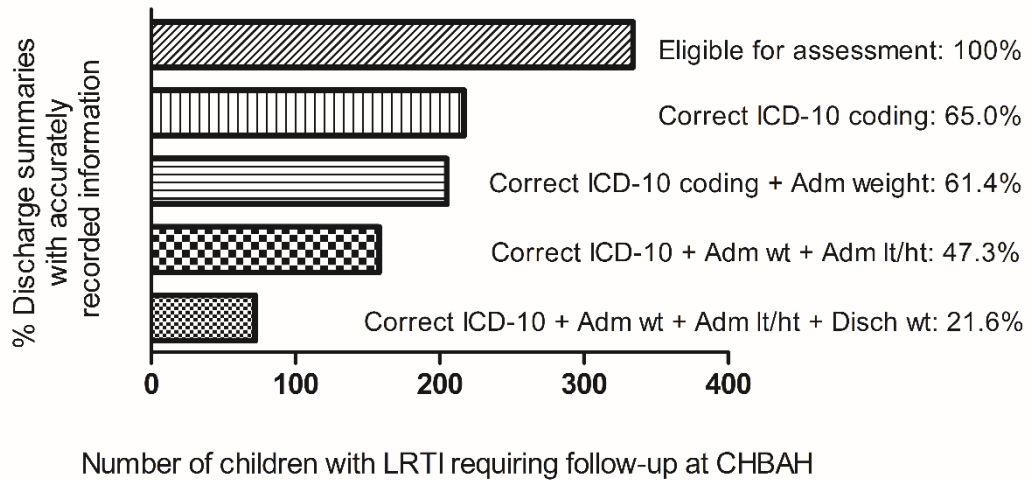 % Discharge summaries
with accurately
recorded information
Eligible for assessment: 100%
Correct ICD-10 coding: 65.0%
Correct ICD-10 coding + Adm weight: 61.4%
Correct ICD-10 + Adm wt + Adm lt/ht: 47.3%
Correct ICD-10 + Adm wt + Adm lt/ht + Disch wt: 21.6%
0 100 200 300 400
Number of children with LRTI requiring follow-up at CHBAH